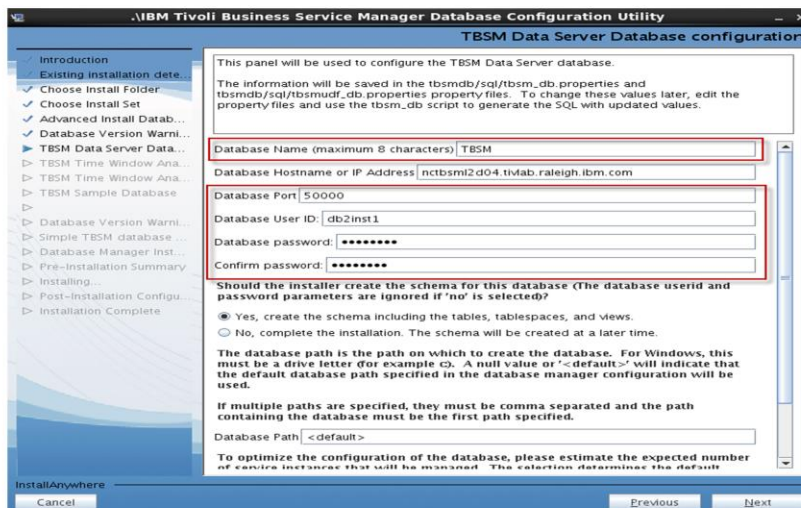 .\IBM Tivoli Business Service Manager Database Configuration Utility
TBSM Data Server Database configuration
Introduction
Existing installation dete...
Choose Install Folder
Choose Install Set
Advanced Install Datab...
Database Version Warni...
TBSM Data Server Data...
TBSM Time Window Ana...
TBSM Time Window Ana...
TBSM Sample Database
Database Version Warni...
Simple TBSM database ...
Database Manager Inst...
Pre-Installation Summary
Installing...
Post-Installation Configu...
Installation Complete
This panel will be used to configure the TBSM Data Server database.
The information will be saved in the tbsmdb/sql/tbsm_db.properties and
tbsmdb/sql/tbsmudf_db.properties property files. To change these values later, edit the
property files and use the tbsm_db script to generate the SQL with updated values.
Database Name (maximum 8 characters) TBSM
Database Hostname or IP Address nctbsml2d04.tivlab.raleigh.ibm.com
Database Port 50000
Database User ID: db2inst1
Database password: ••••••••
Confirm password: ••••••••
Should the installer create the schema for this database (The database userid and
password parameters are ignored if 'no' is selected)?
Yes, create the schema including the tables, tablespaces, and views.
No, complete the installation. The schema will be created at a later time.
The database path is the path on which to create the database. For Windows, this
must be a drive letter (for example c:). A null value or '<default>' will indicate that
the default database path specified in the database manager configuration will be
used.
If multiple paths are specified, they must be comma separated and the path
containing the database must be the first path specified.
Database Path <default>
To optimize the configuration of the database, please estimate the expected number
of service instances that will be managed. The selection determines the default
InstallAnywhere
Cancel
Previous
Next